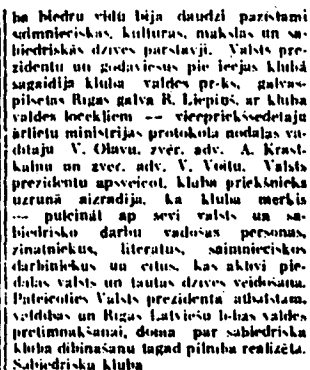 ba biedru vidū bija daudzi pazīstami
saimnieciskās, kultūras, mākslas un sa-
biedriskās dzīves pārstāvji. Valsts pre-
zidentu un godaviesus pie ieejas klubā
sagaidīja kluba valdes pr-ks, galvas-
pilsētas Rīgas galva R. Liepiņš, ar kluba
valdes locekļiem — vicepriekšsēdētāju
ārlietu ministrijas protokola nodaļas va-
dītāju V. Olavu, zvēr. adv. A. Krast-
kalnu un zvēr. adv. V. Voitu. Valsts
prezidentu apsveicot, kluba priekšnieks
uzrunā aizrādīja, ka kluba mērķis
— pulcināt ap sevi valsts un sa-
biedrisko darbu vadošas personas,
zinātniekus, literātus, saimnieciskos
darbiniekus un citus, kas aktīvi pie-
dalās valsts un tautas dzīves veidošanā.
Pateicoties Valsts prezidenta atbalstam,
valdības un Rīgas Latviešu b-bas valdes
pretimnākšanai, doma par sabiedriska
kluba dibināšanu tagad pilnībā realizēta.
Sabiedriskā kluba